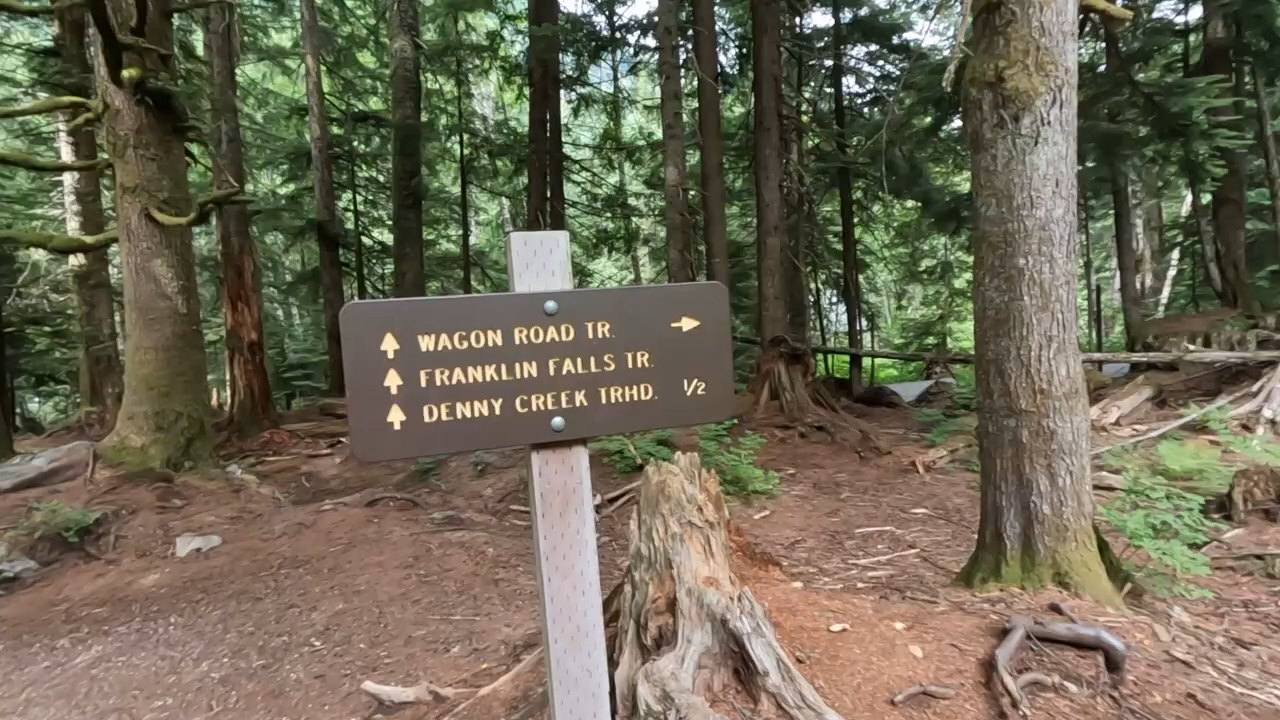 ↑ WAGON ROAD TR. →
↑ FRANKLIN FALLS TR.
↑ DENNY CREEK TRHD. 1/2